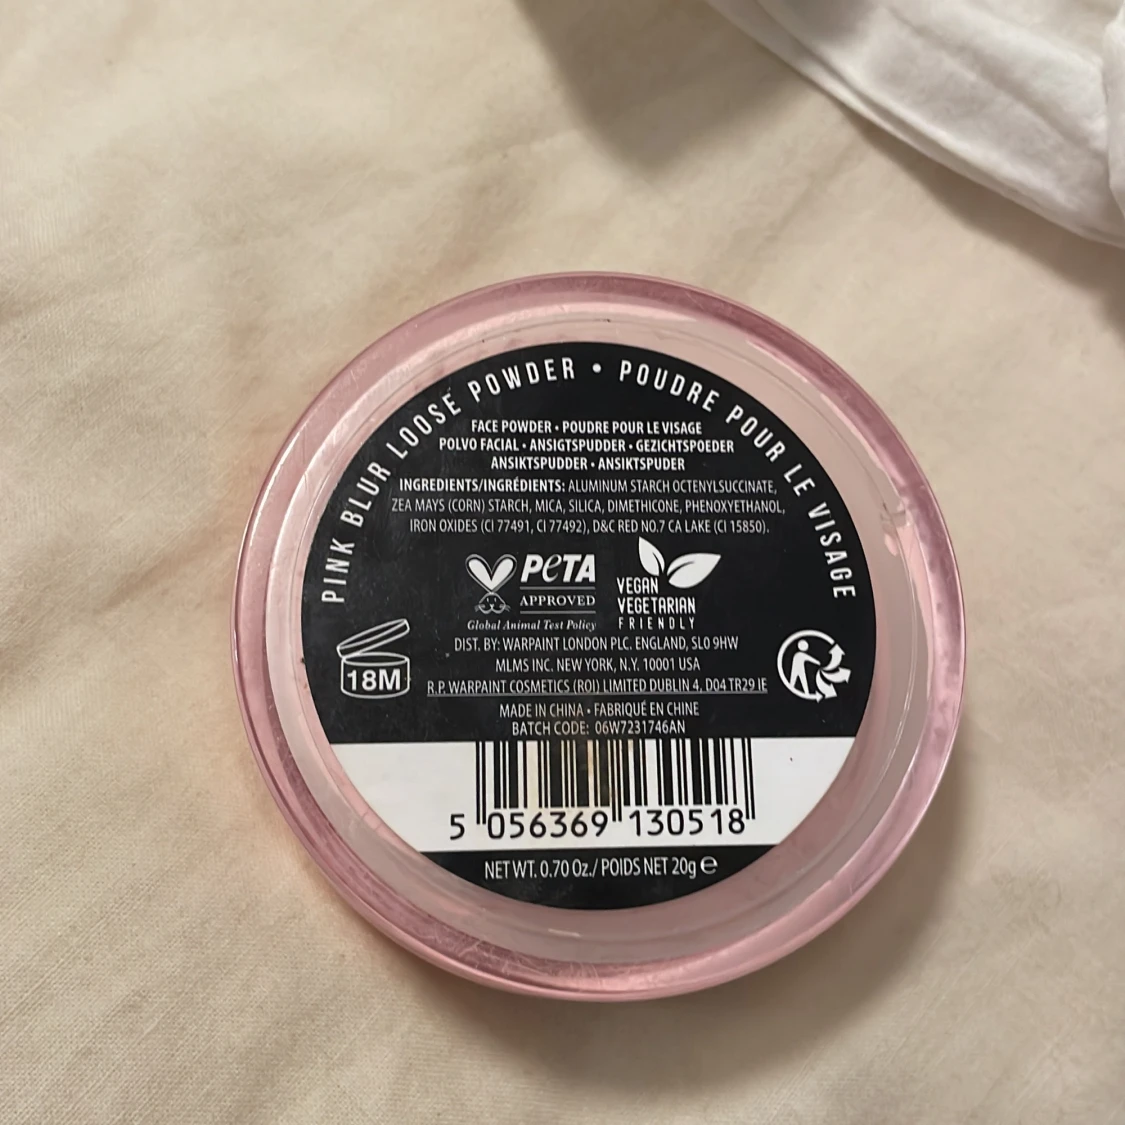 PINK BLUR LOOSE POWDER • POUDRE POUR LE VISAGE
FACE POWDER • POUDRE POUR LE VISAGE
POLVO FACIAL • ANSIGTSPUDDER • GEZICHTSPOEDER
ANSIKTSPUDDER • ANSIKTSPUDER
INGREDIENTS/INGRÉDIENTS: ALUMINUM STARCH OCTENYLSUCCINATE,
ZEA MAYS (CORN) STARCH, MICA, SILICA, DIMETHICONE, PHENOXYETHANOL,
IRON OXIDES (CI 77491, CI 77492), D&C RED NO.7 CA LAKE (CI 15850).
PETA
APPROVED
Global Animal Test Policy
VEGAN
VEGETARIAN
FRIENDLY
DIST. BY: WARPAINT LONDON PLC. ENGLAND, SL0 9HW
MLMS INC. NEW YORK, N.Y. 10001 USA
R.P. WARPAINT COSMETICS (ROI) LIMITED DUBLIN 4, D04 TR29 IE
18M
MADE IN CHINA • FABRIQUÉ EN CHINE
BATCH CODE: 06W7231746AN
5 056369 130518
NET WT. 0.70 Oz./ POIDS NET 20g ℮